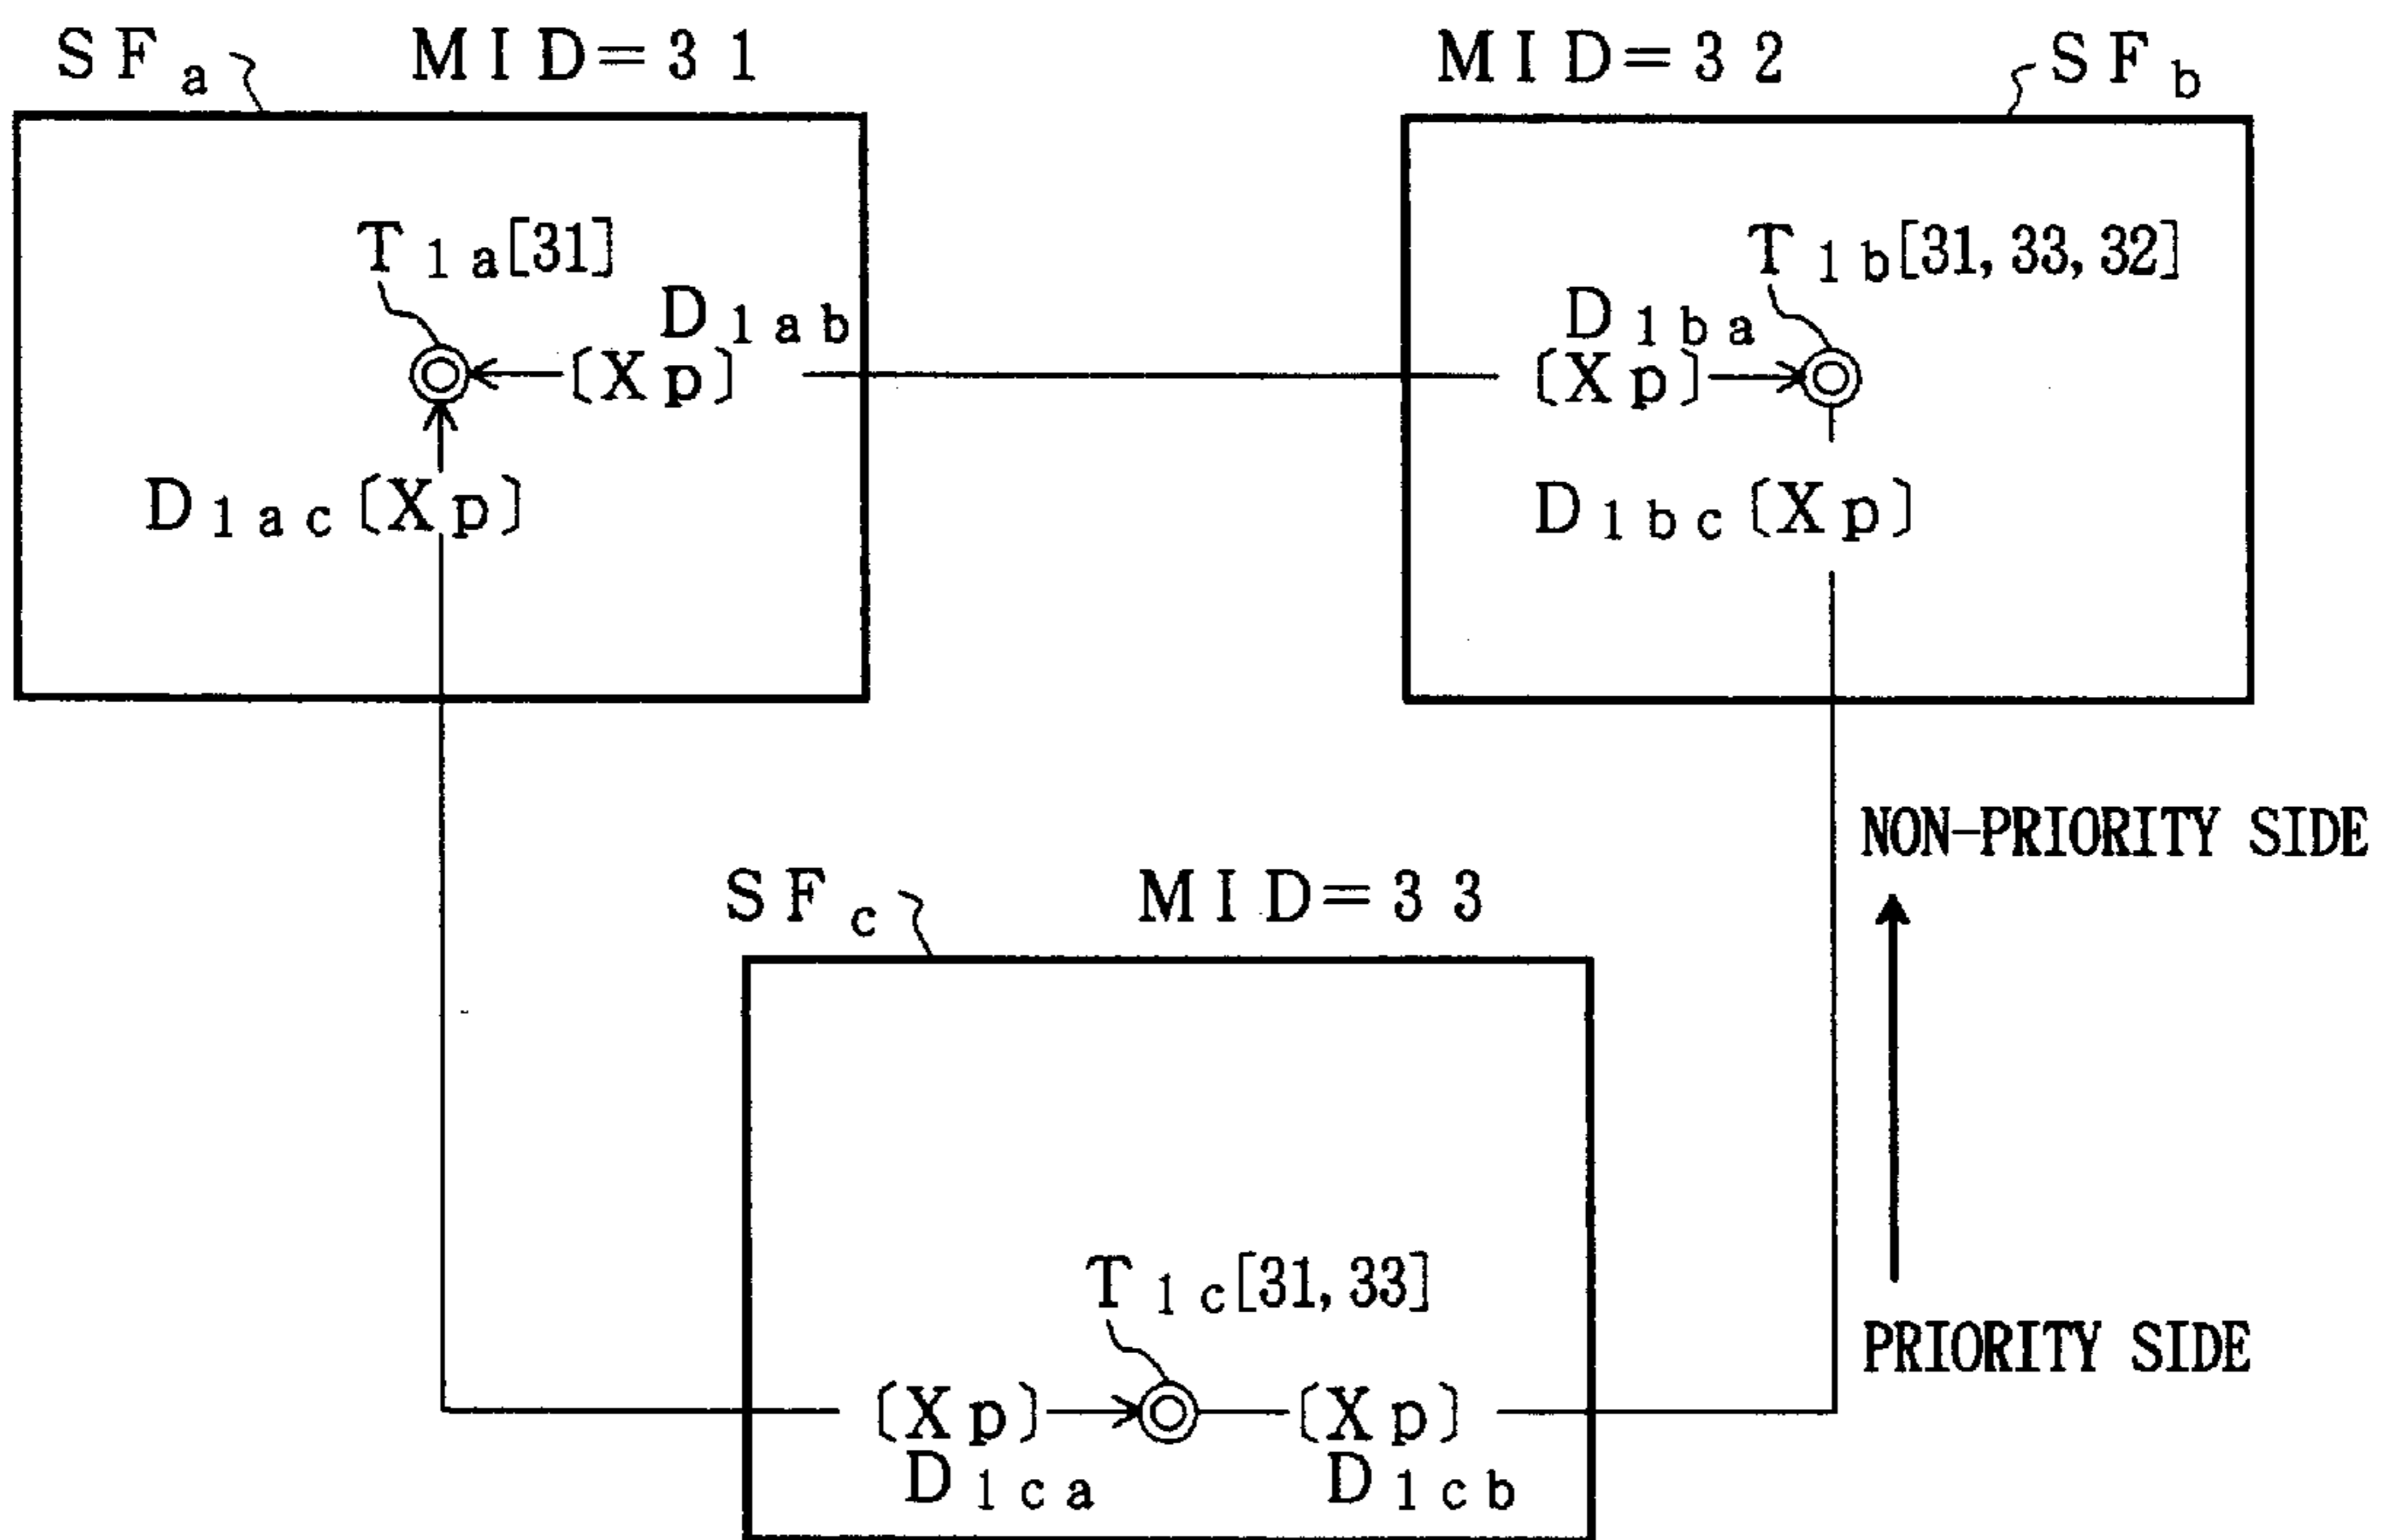 SFa MID=31
MID=32 SFb
T1a[31]
D1ab
(Xp)
D1ac(Xp)
T1b[31, 33, 32]
D1ba
(Xp)
D1bc(Xp)
NON-PRIORITY SIDE
PRIORITY SIDE
SFc MID=33
T1c[31, 33]
(Xp) (Xp)
D1ca D1cb